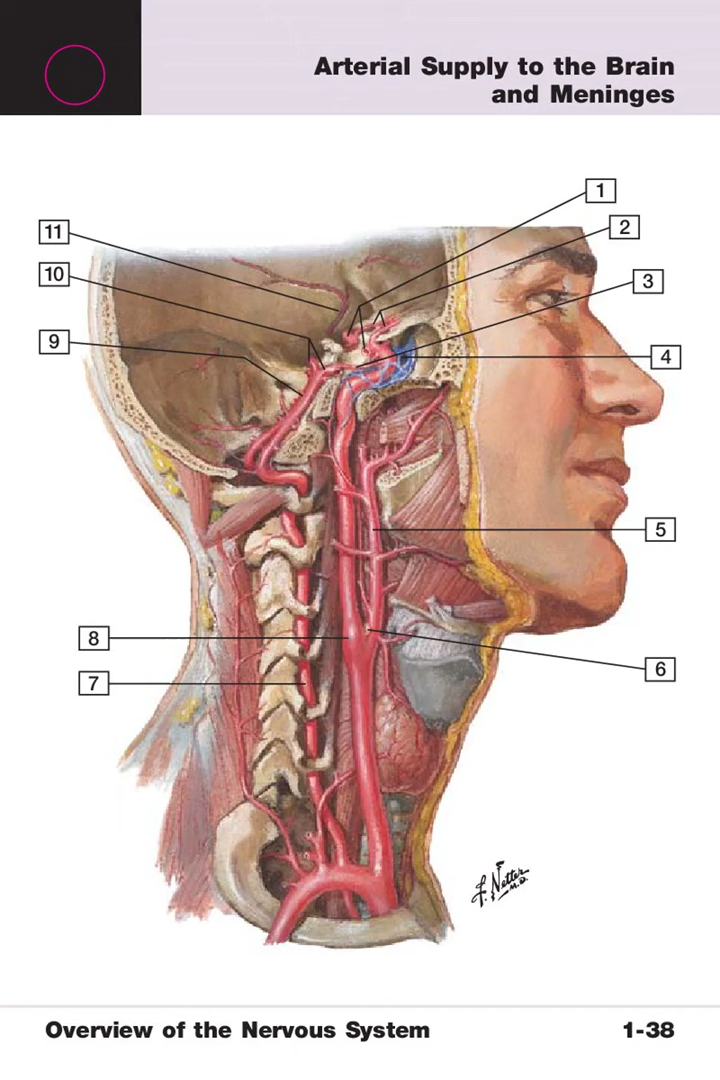 Arterial Supply to the Brain
and Meninges
1
2
3
4
5
6
7
8
9
10
11
F. Netter
M.D.
Overview of the Nervous System 1-38